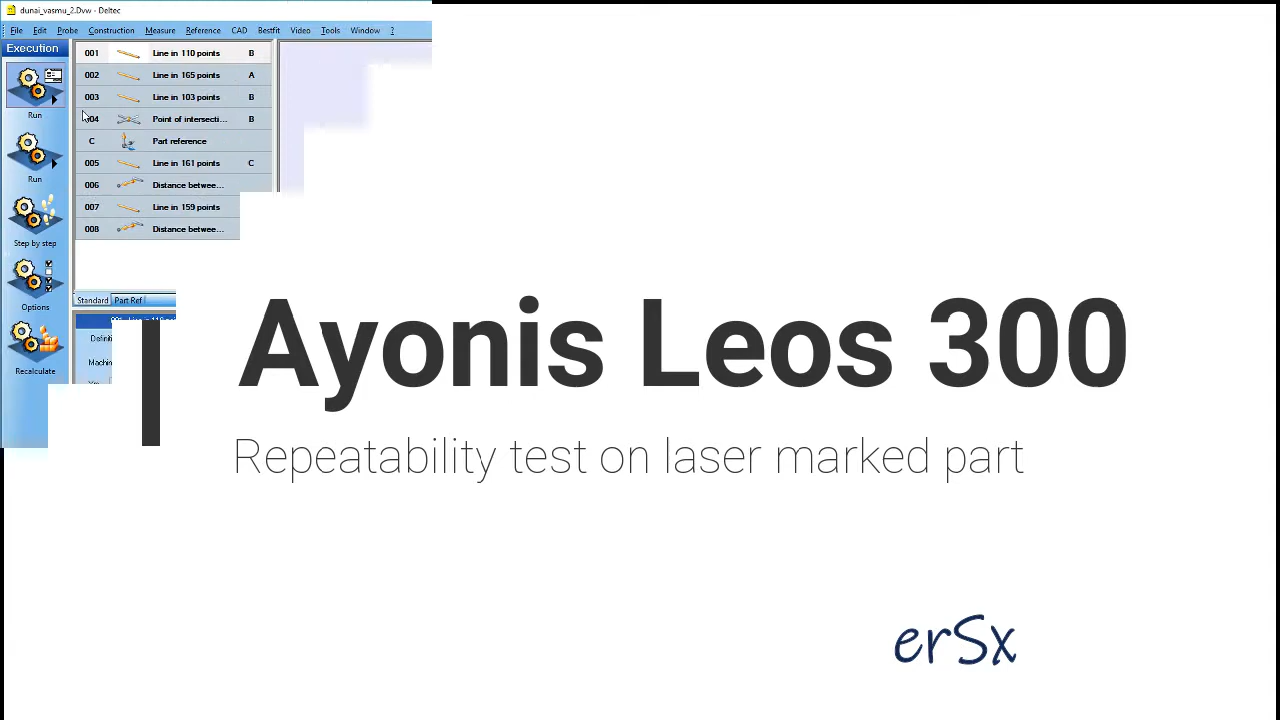 dunai_vasmu_2.Dvw - Deltec
File Edit Probe Construction Measure Reference CAD Bestfit Video Tools Window ?
Execution
Run
Run
Step by step
Options
Recalculate
001 Line in 110 points B
002 Line in 165 points A
003 Line in 103 points B
004 Point of intersecti... B
C Part reference
005 Line in 161 points C
006 Distance betwee...
007 Line in 159 points
008 Distance betwee...
Standard Part Ref
Ayonis Leos 300
Repeatability test on laser marked part
erSx